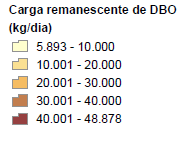 Carga remanescente de DBO
(kg/dia)
5.893 - 10.000
10.001 - 20.000
20.001 - 30.000
30.001 - 40.000
40.001 - 48.878